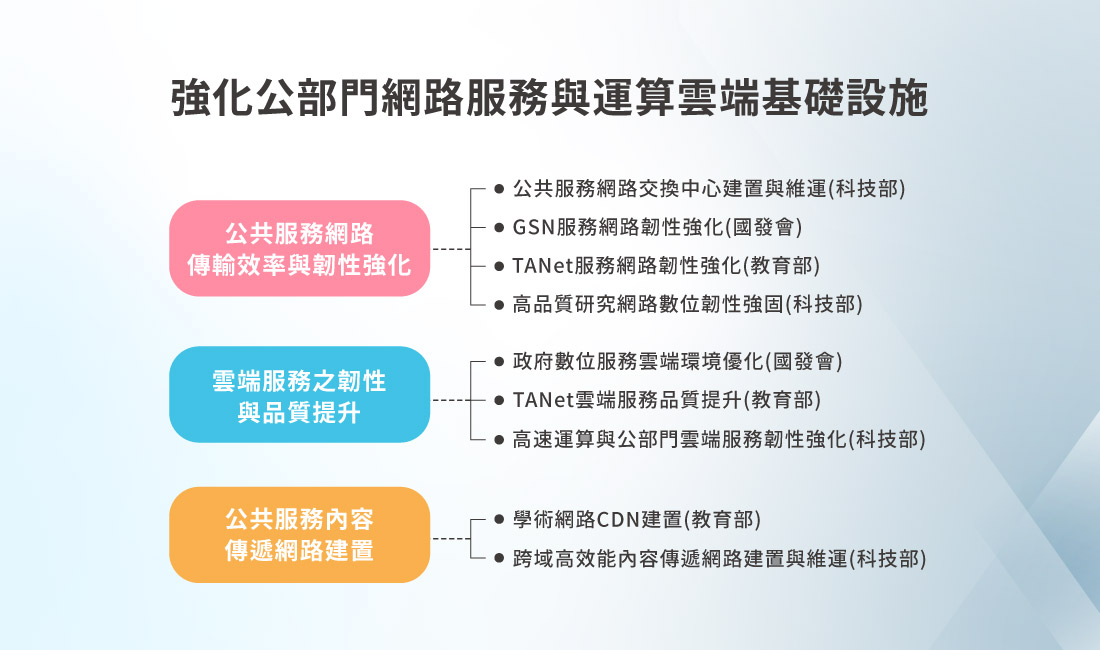 強化公部門網路服務與運算雲端基礎設施
公共服務網路
傳輸效率與韌性強化
● 公共服務網路交換中心建置與維運(科技部)
● GSN服務網路韌性強化(國發會)
● TANet服務網路韌性強化(教育部)
● 高品質研究網路數位韌性強固(科技部)
雲端服務之韌性
與品質提升
● 政府數位服務雲端環境優化(國發會)
● TANet雲端服務品質提升(教育部)
● 高速運算與公部門雲端服務韌性強化(科技部)
公共服務內容
傳遞網路建置
● 學術網路CDN建置(教育部)
● 跨域高效能內容傳遞網路建置與維運(科技部)